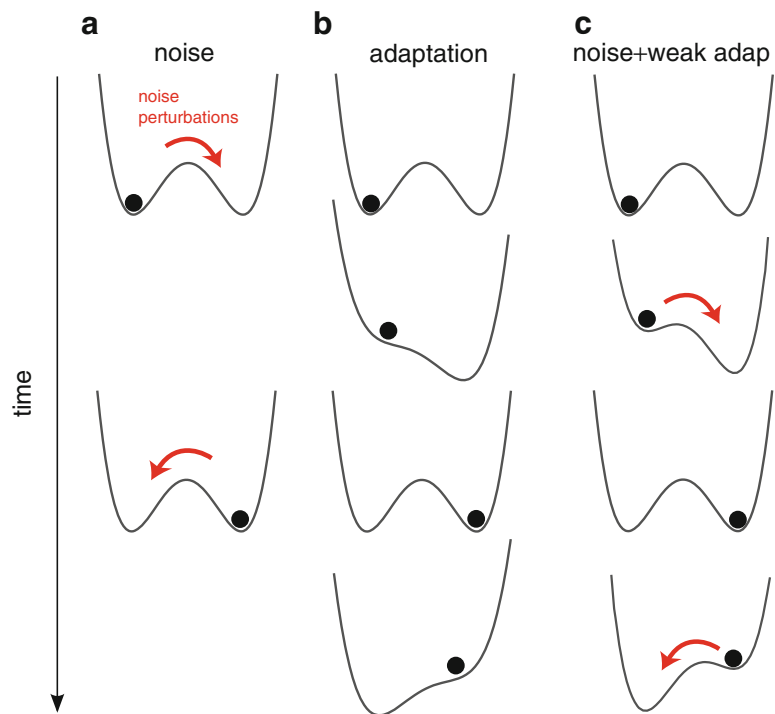 a
noise
b
adaptation
c
noise+weak adap
noise
perturbations
time